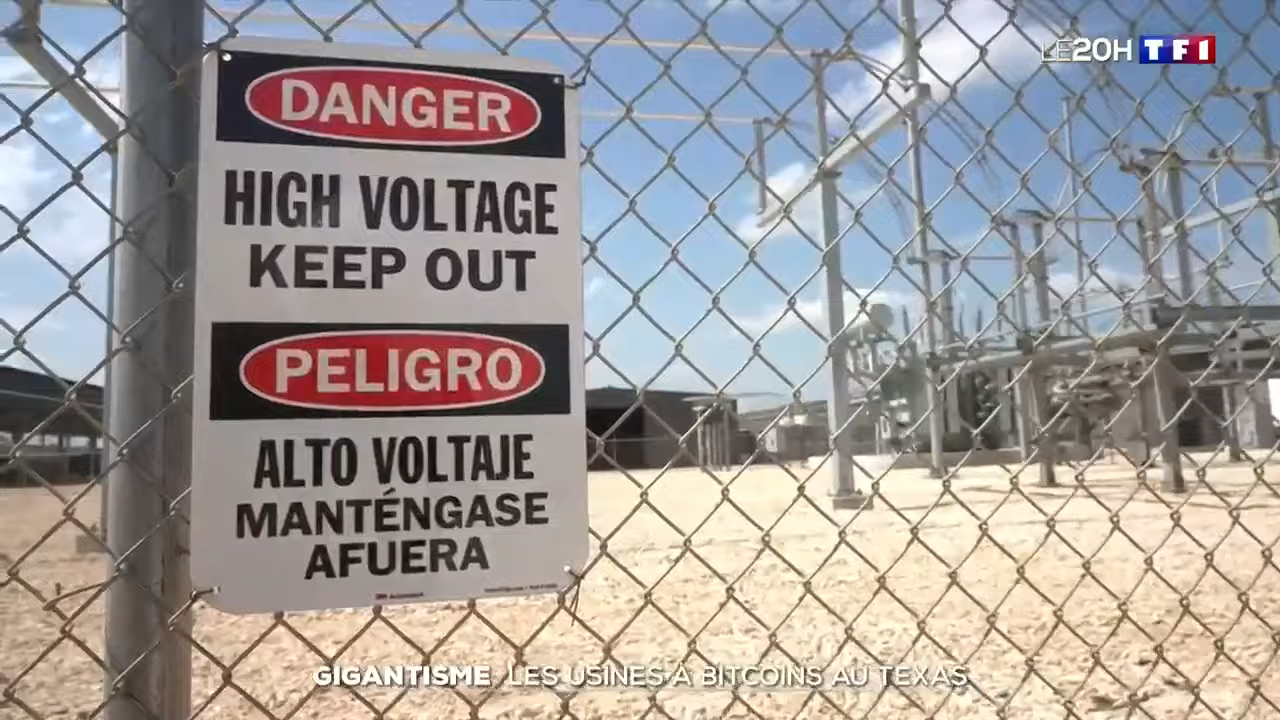 LE20H TF1
DANGER
HIGH VOLTAGE
KEEP OUT
PELIGRO
ALTO VOLTAJE
MANTÉNGASE
AFUERA
GIGANTISME LES USINES À BITCOINS AU TEXAS